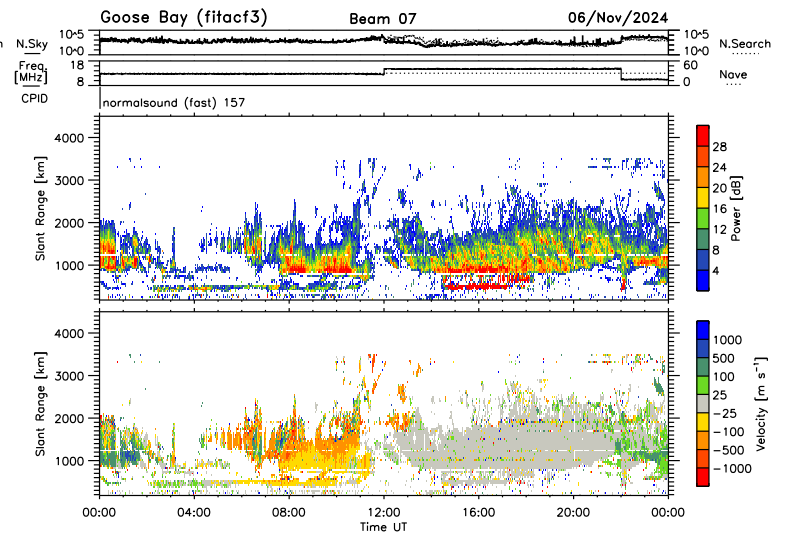 Goose Bay (fitacf3) Beam 07 06/Nov/2024
N.Sky 10^5 10^0 10^5 10^0 N.Search
Freq. [MHz] 18 8 60 0 Nave
CPID normalsound (fast) 157
Slant Range [km] 4000 3000 2000 1000
28 24 20 16 12 8 4 Power [dB]
Slant Range [km] 4000 3000 2000 1000
1000 500 100 25 -25 -100 -500 -1000 Velocity [m s⁻¹]
00:00 04:00 08:00 12:00 16:00 20:00 00:00
Time UT